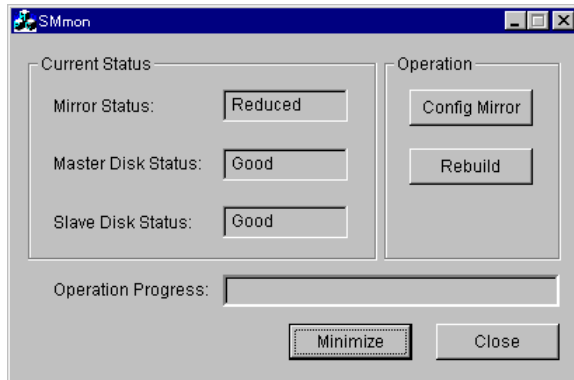 SMmon
Current Status
Operation
Mirror Status: Reduced
Config Mirror
Master Disk Status: Good
Rebuild
Slave Disk Status: Good
Operation Progress:
Minimize
Close